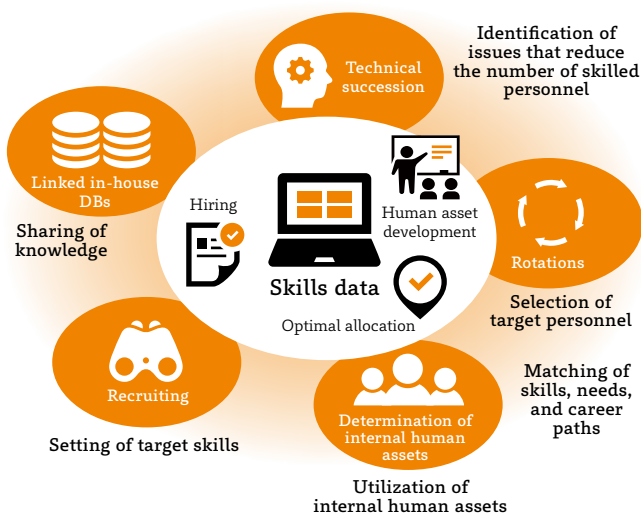 Technical
succession
Identification of
issues that reduce
the number of skilled
personnel
Linked in-house
DBs
Sharing of
knowledge
Hiring
Human asset
development
Skills data
Optimal allocation
Rotations
Selection of
target personnel
Matching of
skills, needs,
and career
paths
Recruiting
Setting of target skills
Determination of
internal human
assets
Utilization of
internal human assets